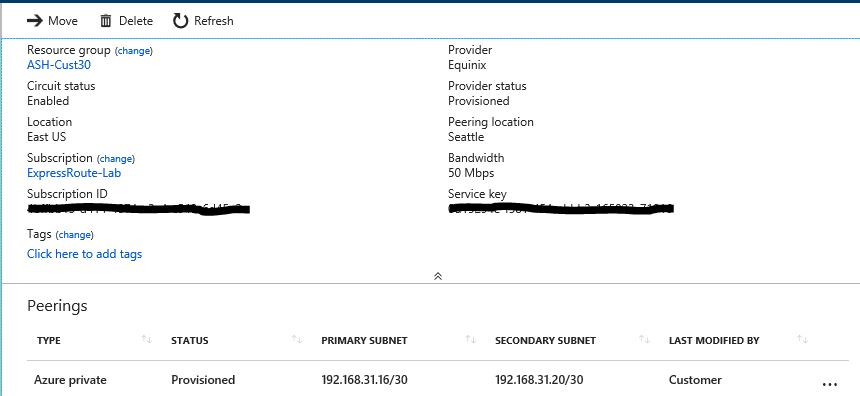 Move Delete Refresh
Resource group (change)
ASH-Cust30
Provider
Equinix
Circuit status
Enabled
Provider status
Provisioned
Location
East US
Peering location
Seattle
Subscription (change)
ExpressRoute-Lab
Bandwidth
50 Mbps
Subscription ID
Service key
Tags (change)
Click here to add tags
Peerings
TYPE STATUS PRIMARY SUBNET SECONDARY SUBNET LAST MODIFIED BY
Azure private Provisioned 192.168.31.16/30 192.168.31.20/30 Customer ...